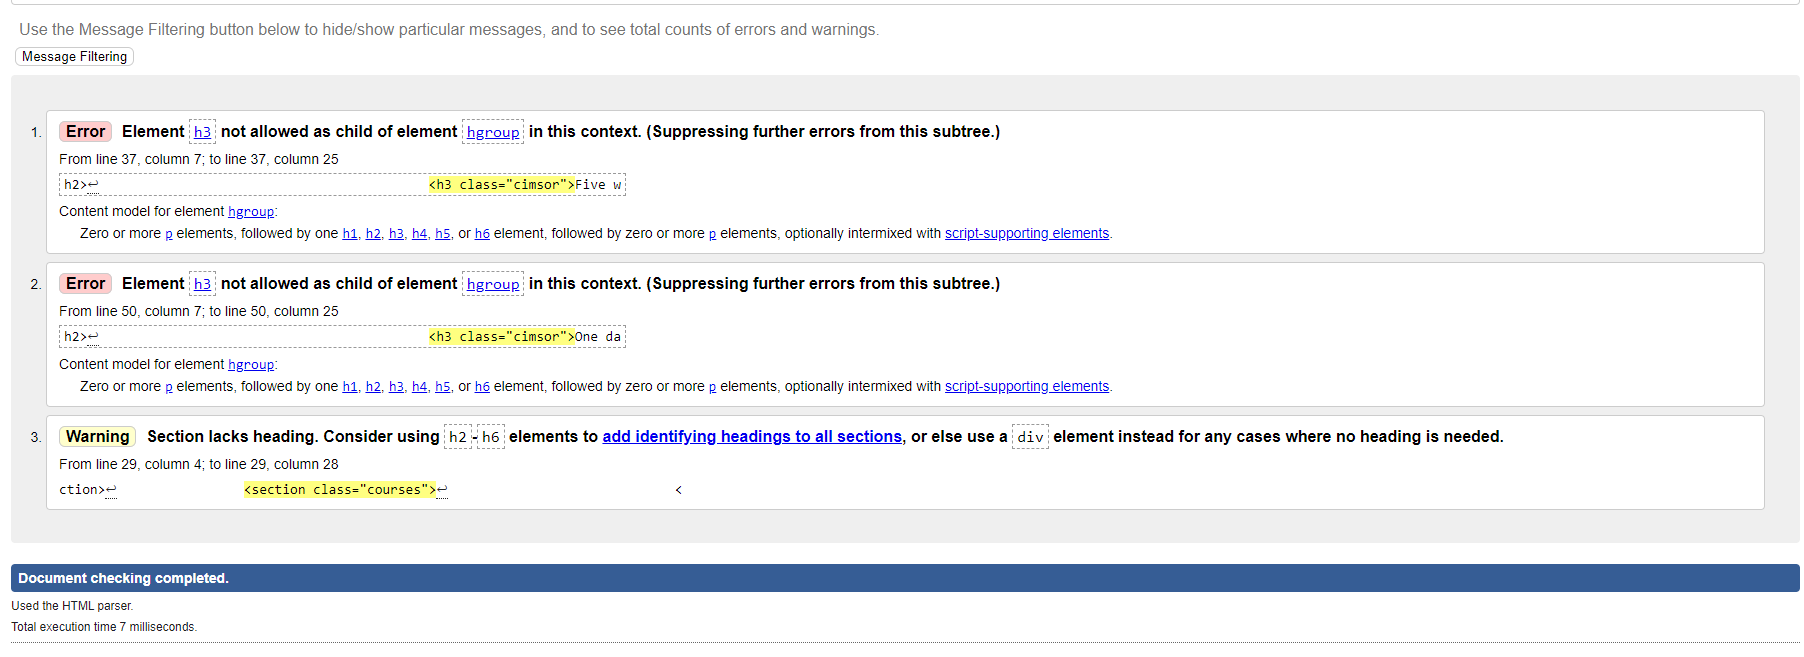 Use the Message Filtering button below to hide/show particular messages, and to see total counts of errors and warnings.
Message Filtering
1. Error Element h3 not allowed as child of element hgroup in this context. (Suppressing further errors from this subtree.)
From line 37, column 7; to line 37, column 25
h2>↩ <h3 class="cimsor">Five w
Content model for element hgroup:
Zero or more p elements, followed by one h1, h2, h3, h4, h5, or h6 element, followed by zero or more p elements, optionally intermixed with script-supporting elements.
2. Error Element h3 not allowed as child of element hgroup in this context. (Suppressing further errors from this subtree.)
From line 50, column 7; to line 50, column 25
h2>↩ <h3 class="cimsor">One da
Content model for element hgroup:
Zero or more p elements, followed by one h1, h2, h3, h4, h5, or h6 element, followed by zero or more p elements, optionally intermixed with script-supporting elements.
3. Warning Section lacks heading. Consider using h2-h6 elements to add identifying headings to all sections, or else use a div element instead for any cases where no heading is needed.
From line 29, column 4; to line 29, column 28
ction>↩ <section class="courses">↩ <
Document checking completed.
Used the HTML parser.
Total execution time 7 milliseconds.